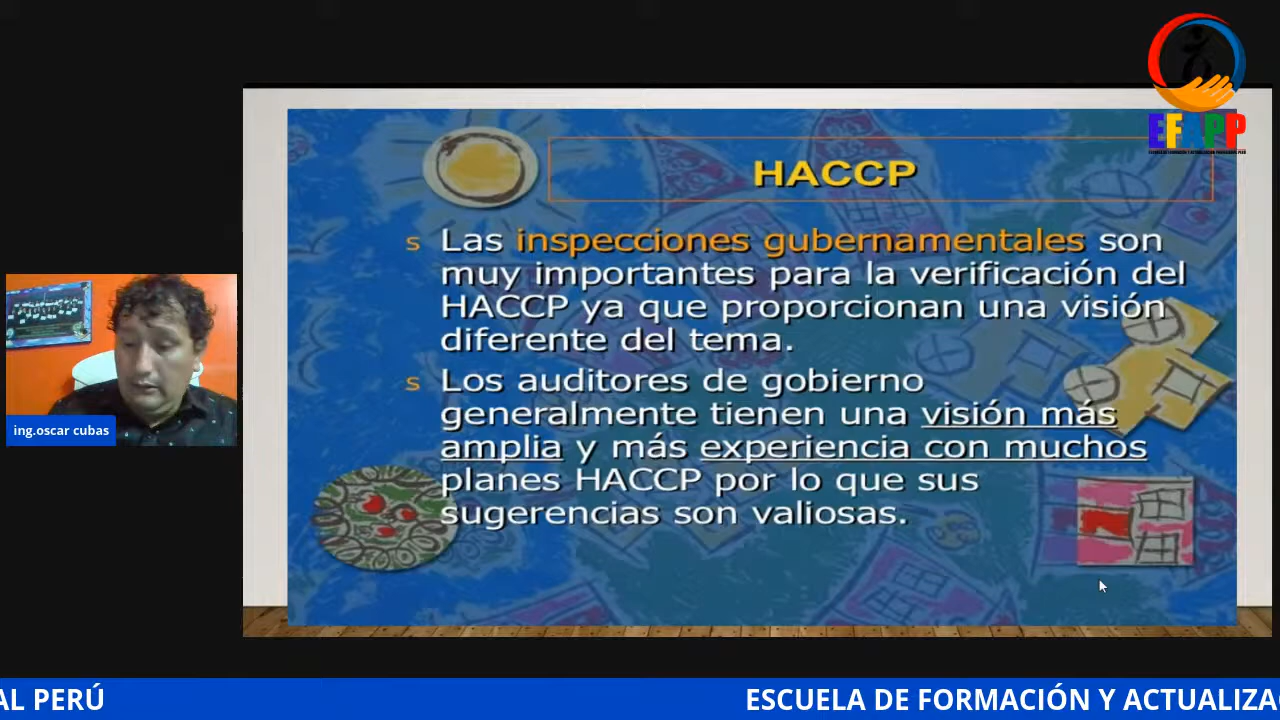 EFAPP
HACCP
s Las inspecciones gubernamentales son
muy importantes para la verificación del
HACCP ya que proporcionan una visión
diferente del tema.
s Los auditores de gobierno
generalmente tienen una visión más
amplia y más experiencia con muchos
planes HACCP por lo que sus
sugerencias son valiosas.
ing.oscar cubas
AL PERÚ
ESCUELA DE FORMACIÓN Y ACTUALIZA